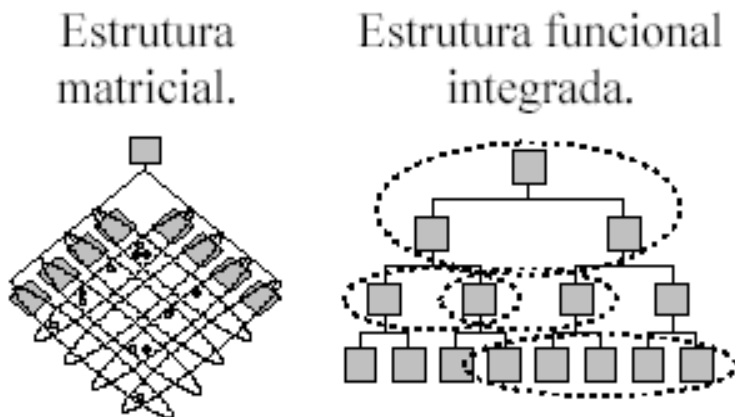 Estrutura
matricial.
Estrutura funcional
integrada.